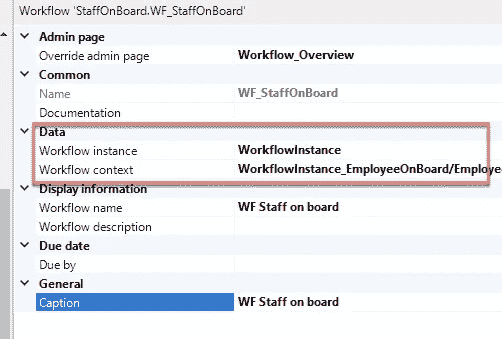 Workflow 'StaffOnBoard.WF_StaffOnBoard'
Admin page
Override admin page Workflow_Overview
Common
Name WF_StaffOnBoard
Documentation
Data
Workflow instance WorkflowInstance
Workflow context WorkflowInstance_EmployeeOnBoard/Employee
Display information
Workflow name WF Staff on board
Workflow description
Due date
Due by
General
Caption WF Staff on board